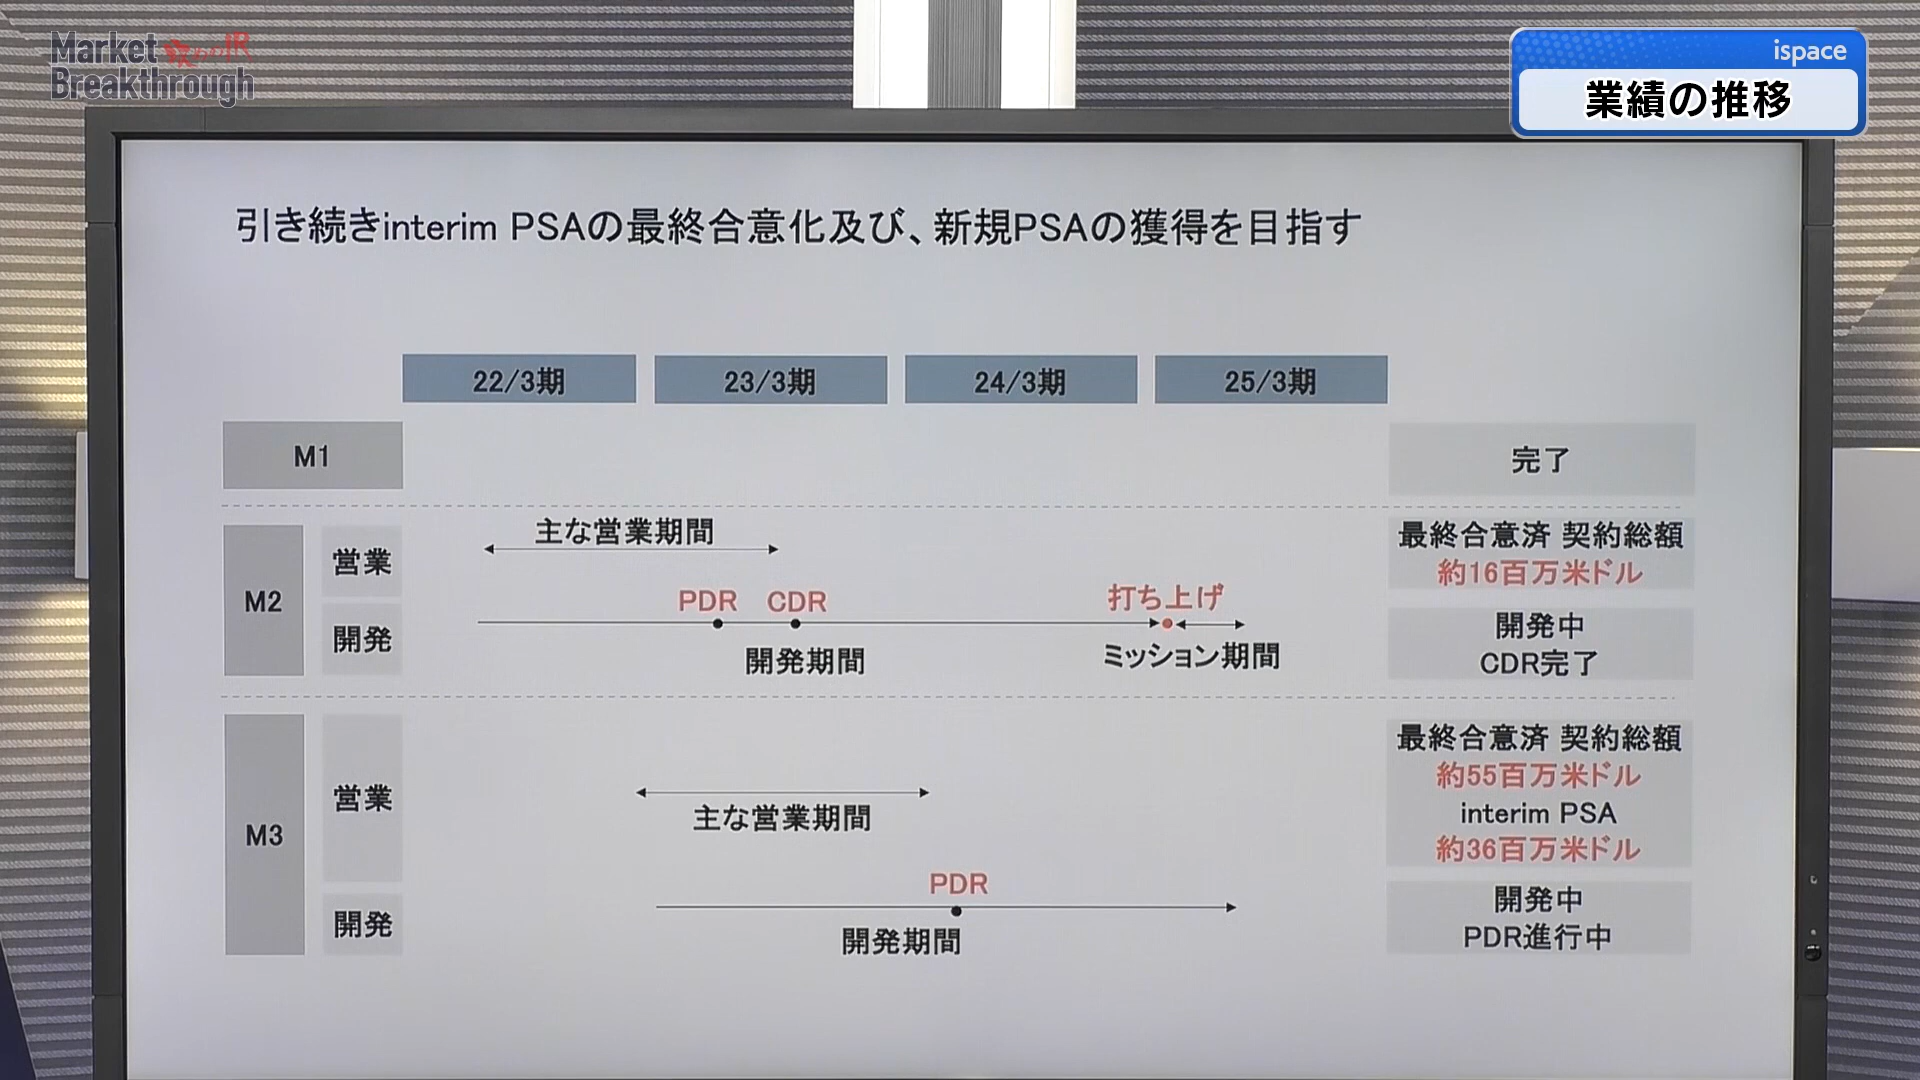 Market 攻めのIR
Breakthrough
ispace
業績の推移
引き続きinterim PSAの最終合意化及び、新規PSAの獲得を目指す
22/3期 23/3期 24/3期 25/3期
M1
完了
M2
営業
主な営業期間
最終合意済 契約総額
約16百万米ドル
開発
PDR CDR
打ち上げ
開発期間
ミッション期間
開発中
CDR完了
M3
営業
主な営業期間
最終合意済 契約総額
約55百万米ドル
interim PSA
約36百万米ドル
開発
PDR
開発期間
開発中
PDR進行中